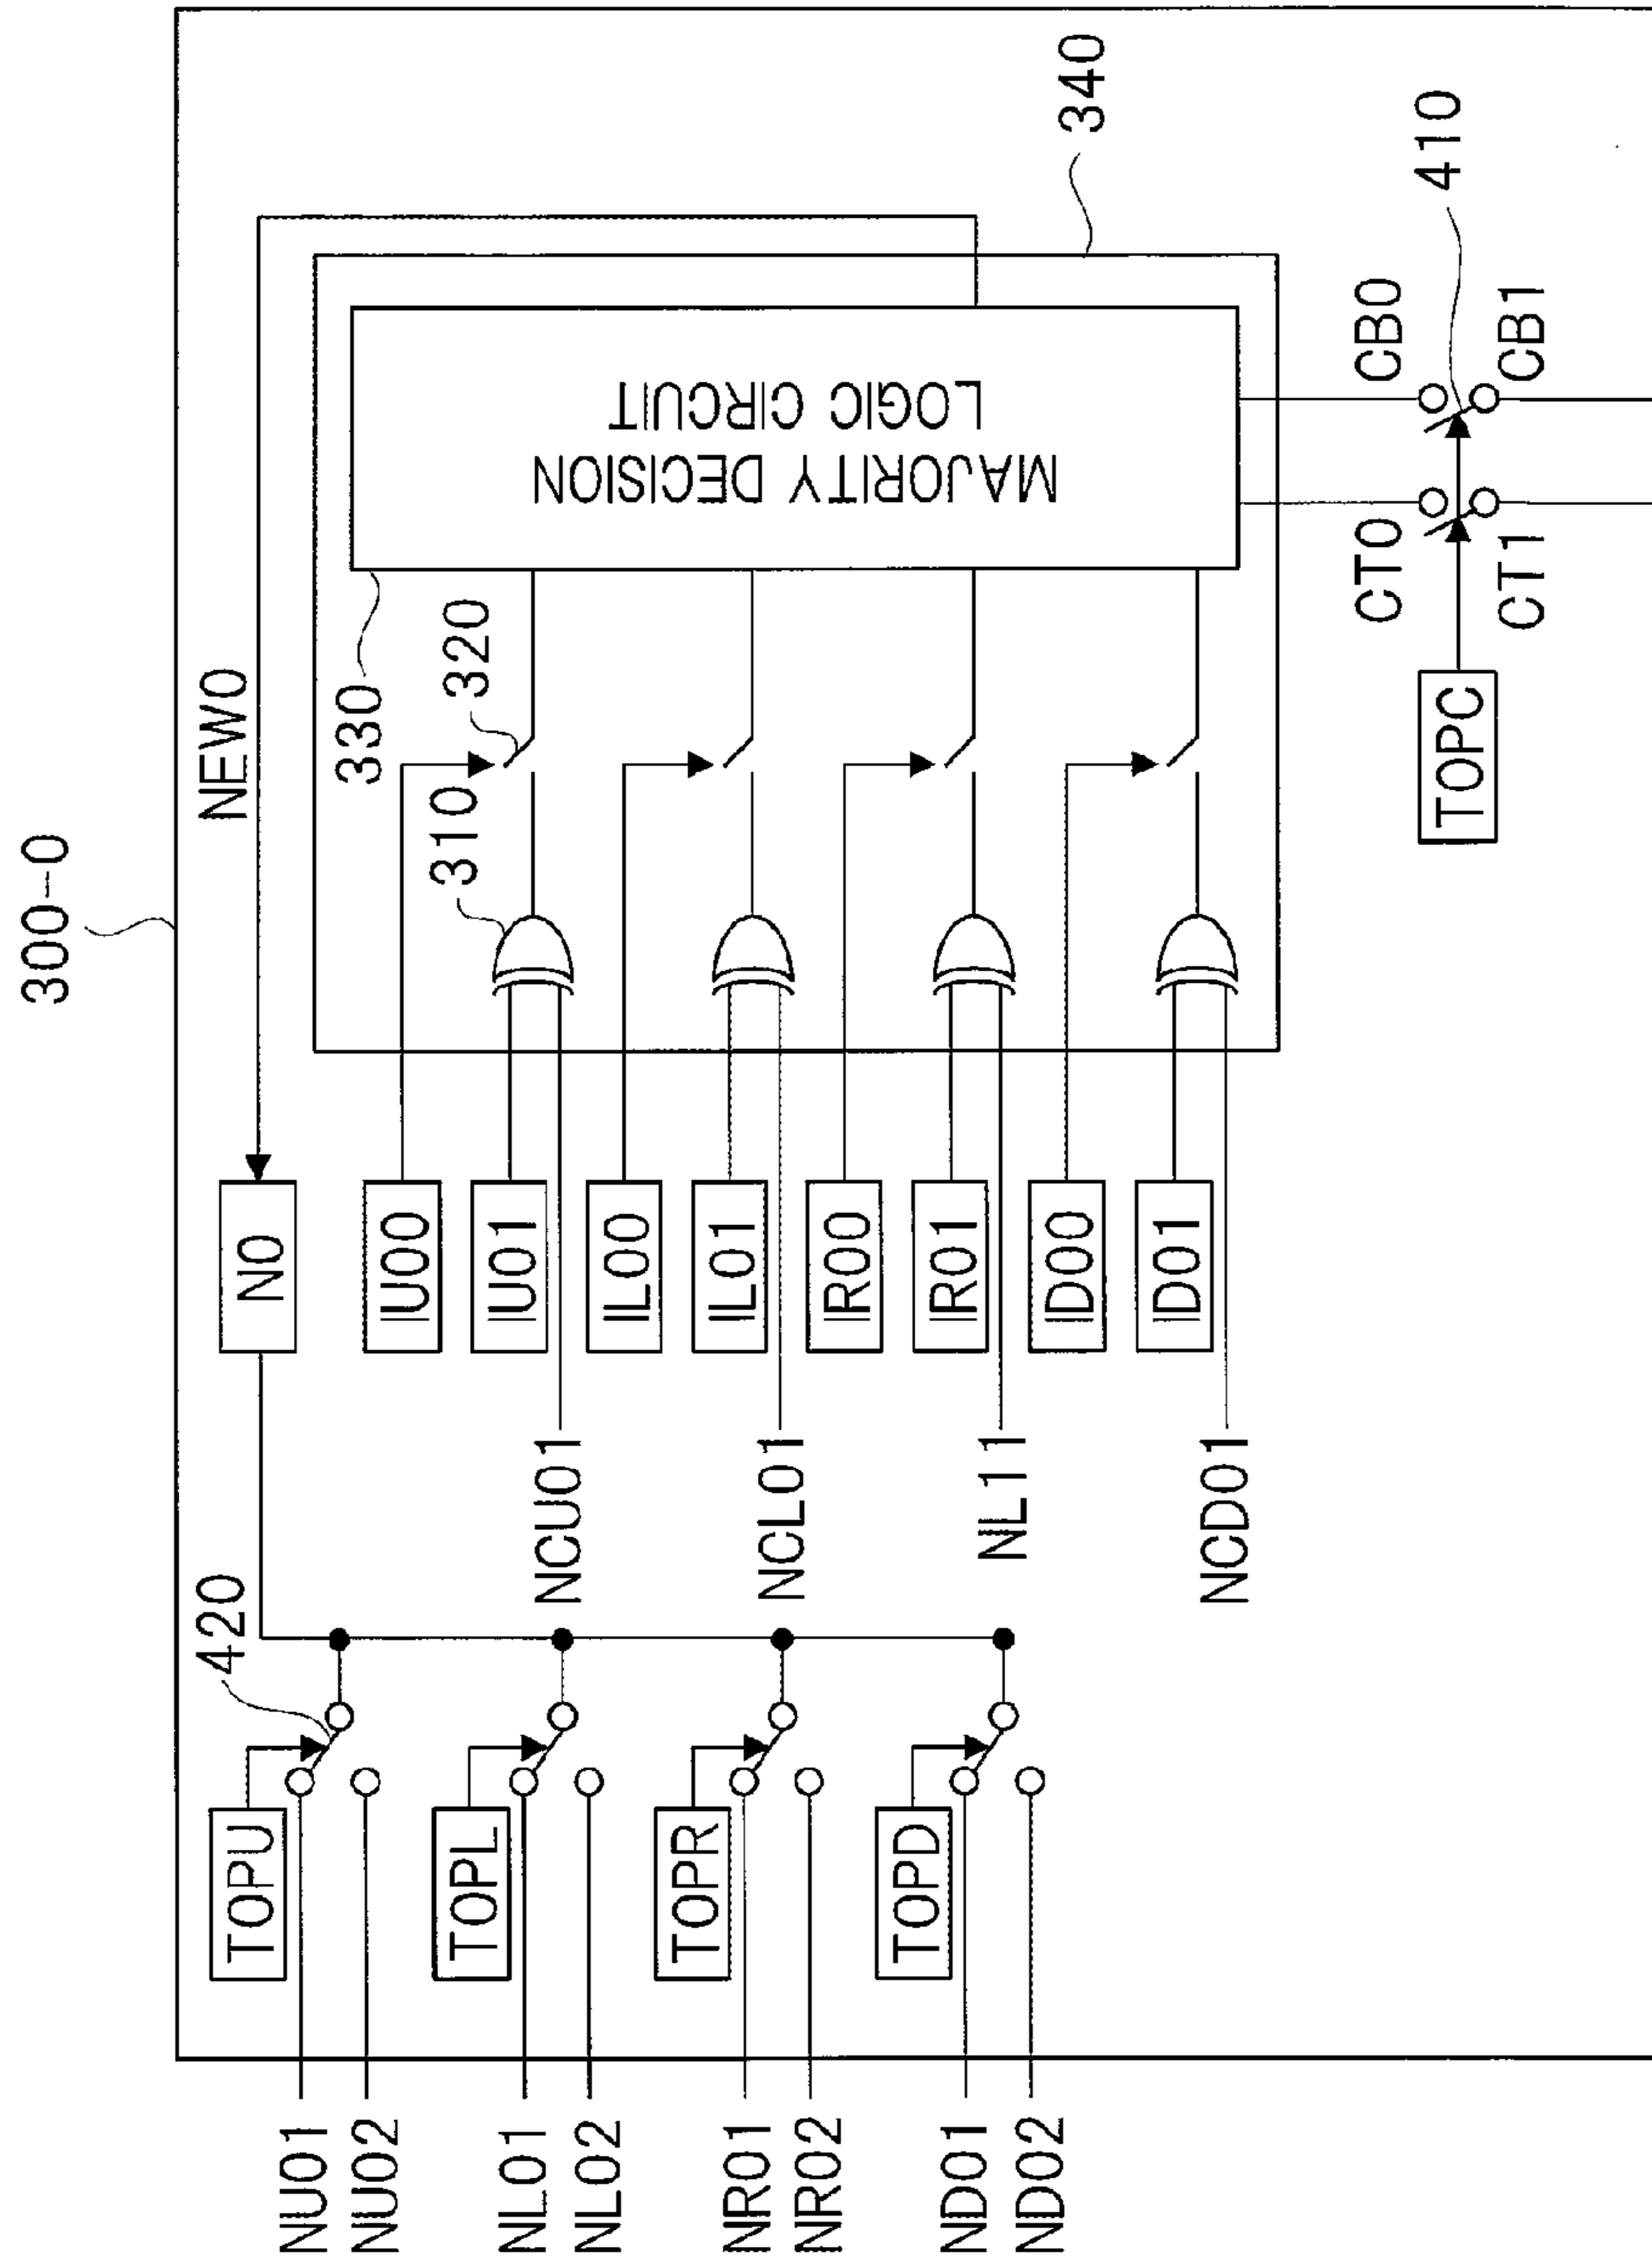 300-0
NEW0
N0
420
TOPU
NU01
NU02
IU00
IU01
NCU01
310
320
330
TOPL
NL01
NL02
IL00
IL01
NCL01
MAJORITY DECISION
LOGIC CIRCUIT
TOPR
NR01
NR02
IR00
IR01
NL11
TOPD
ND01
ND02
ID00
ID01
NCD01
340
TOPC
CT0
CT1
CB0
CB1
410